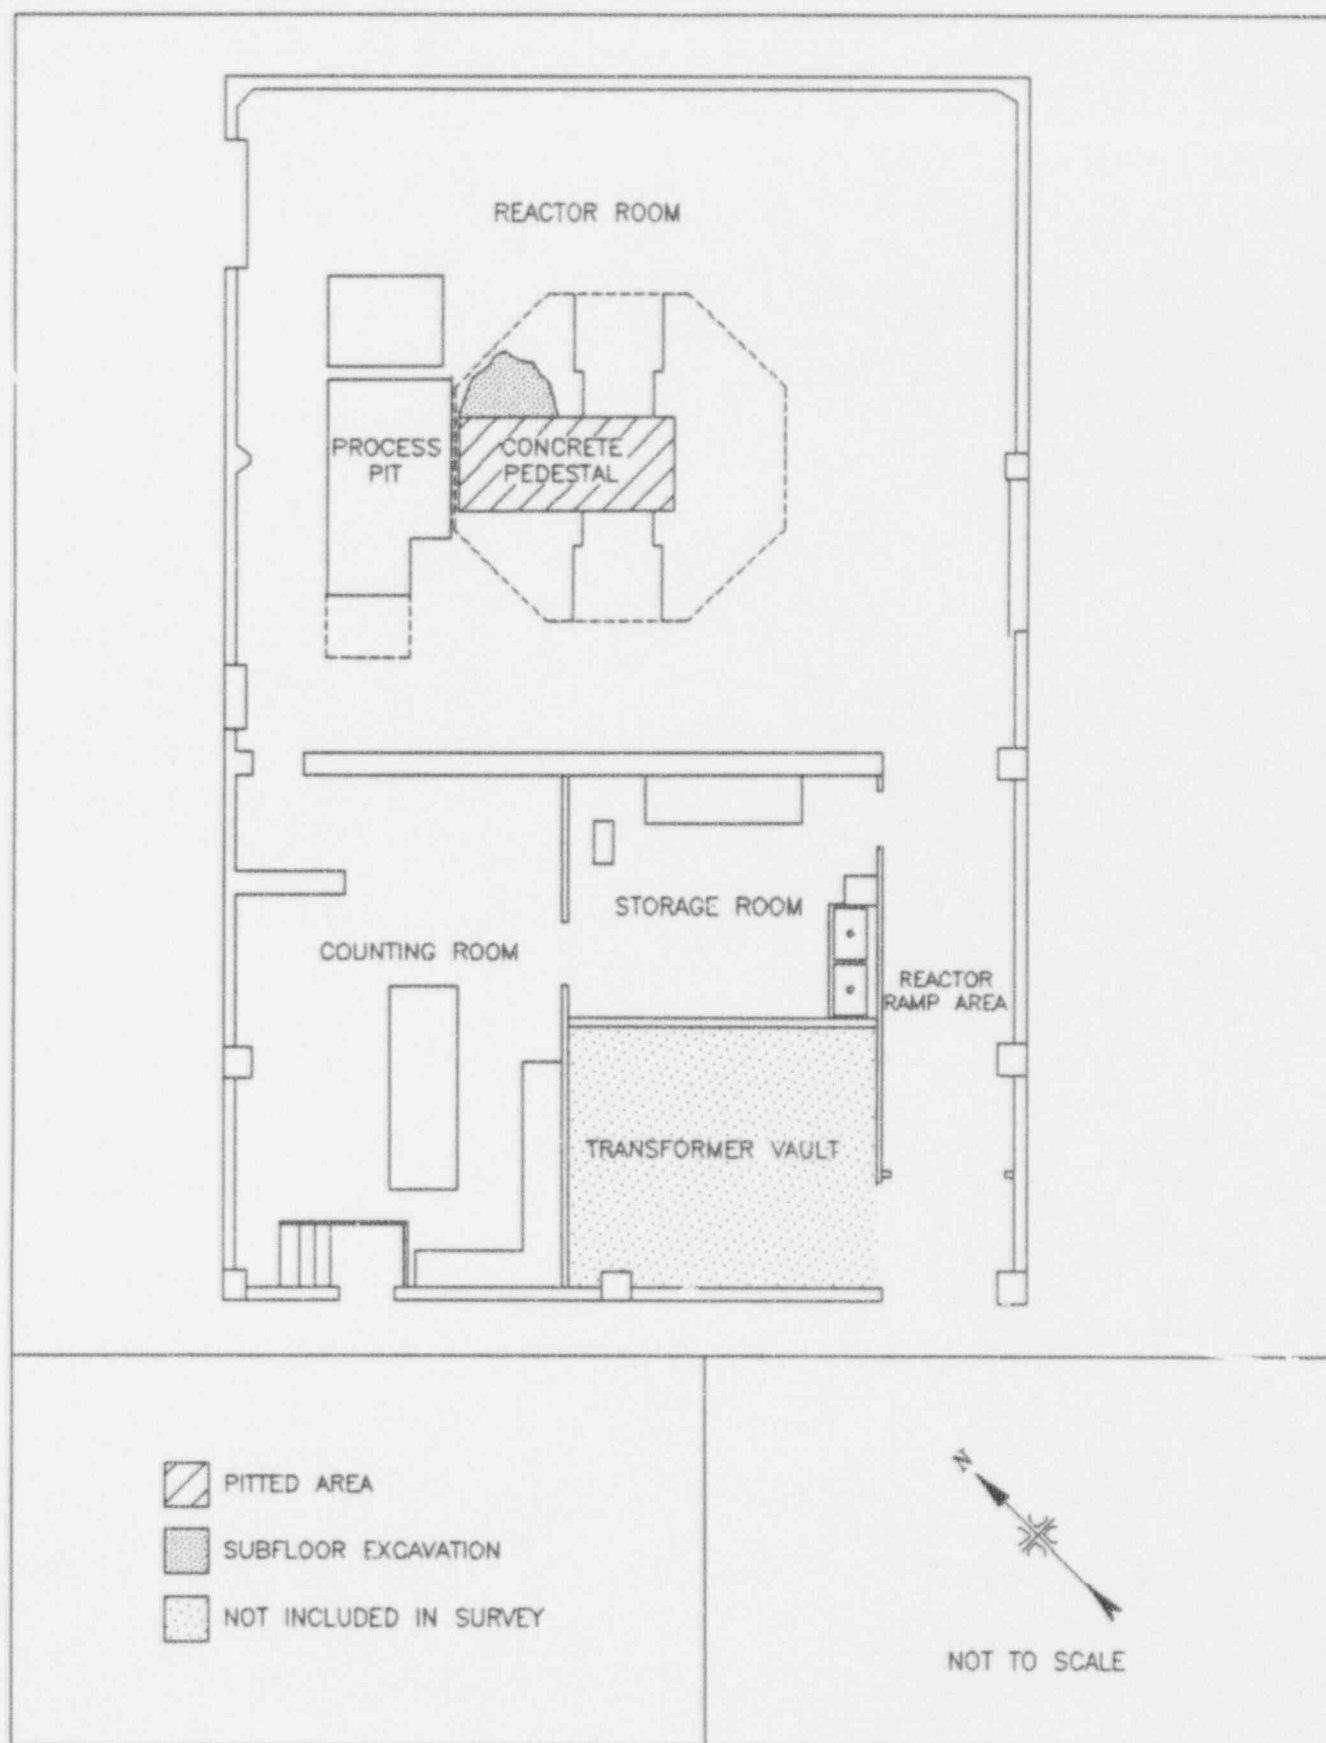 REACTOR ROOM
PROCESS
PIT
CONCRETE
PEDESTAL
STORAGE ROOM
COUNTING ROOM
REACTOR
RAMP AREA
TRANSFORMER VAULT
PITTED AREA
SUBFLOOR EXCAVATION
NOT INCLUDED IN SURVEY
N
NOT TO SCALE